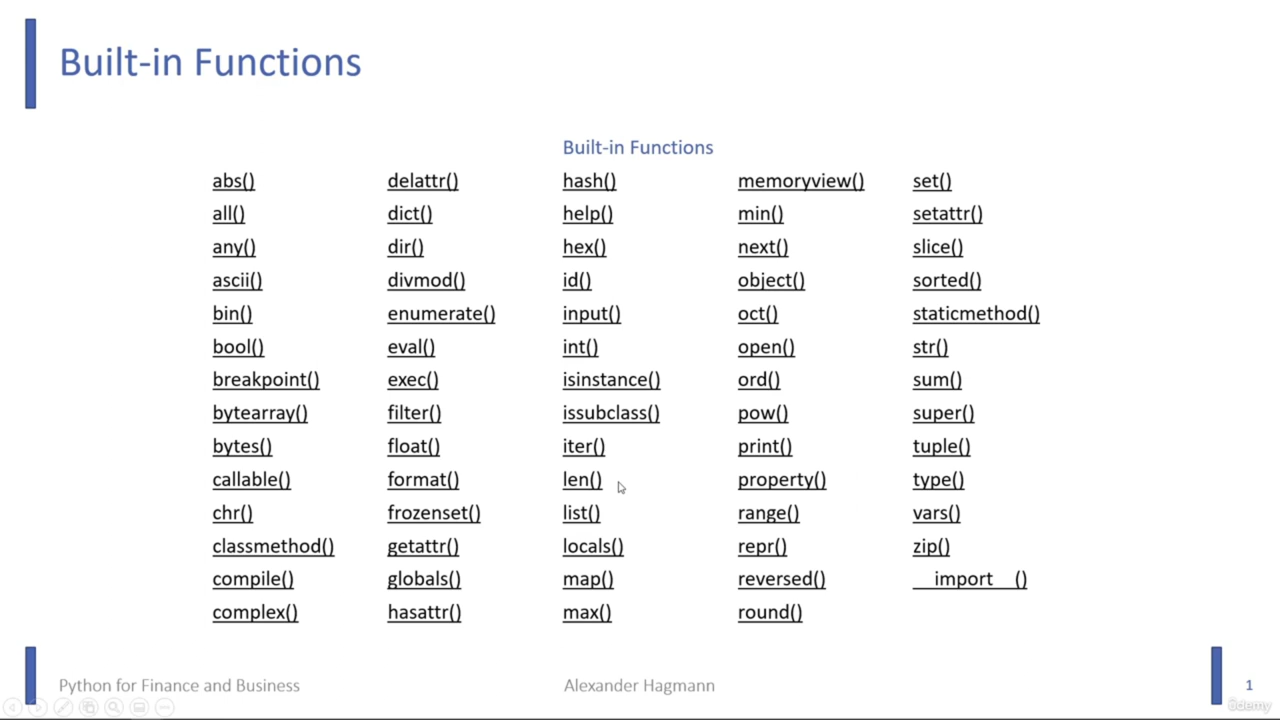 Built-in Functions
Built-in Functions
abs() delattr() hash() memoryview() set()
all() dict() help() min() setattr()
any() dir() hex() next() slice()
ascii() divmod() id() object() sorted()
bin() enumerate() input() oct() staticmethod()
bool() eval() int() open() str()
breakpoint() exec() isinstance() ord() sum()
bytearray() filter() issubclass() pow() super()
bytes() float() iter() print() tuple()
callable() format() len() property() type()
chr() frozenset() list() range() vars()
classmethod() getattr() locals() repr() zip()
compile() globals() map() reversed() __import__()
complex() hasattr() max() round()
Python for Finance and Business Alexander Hagmann 1
ûdemy